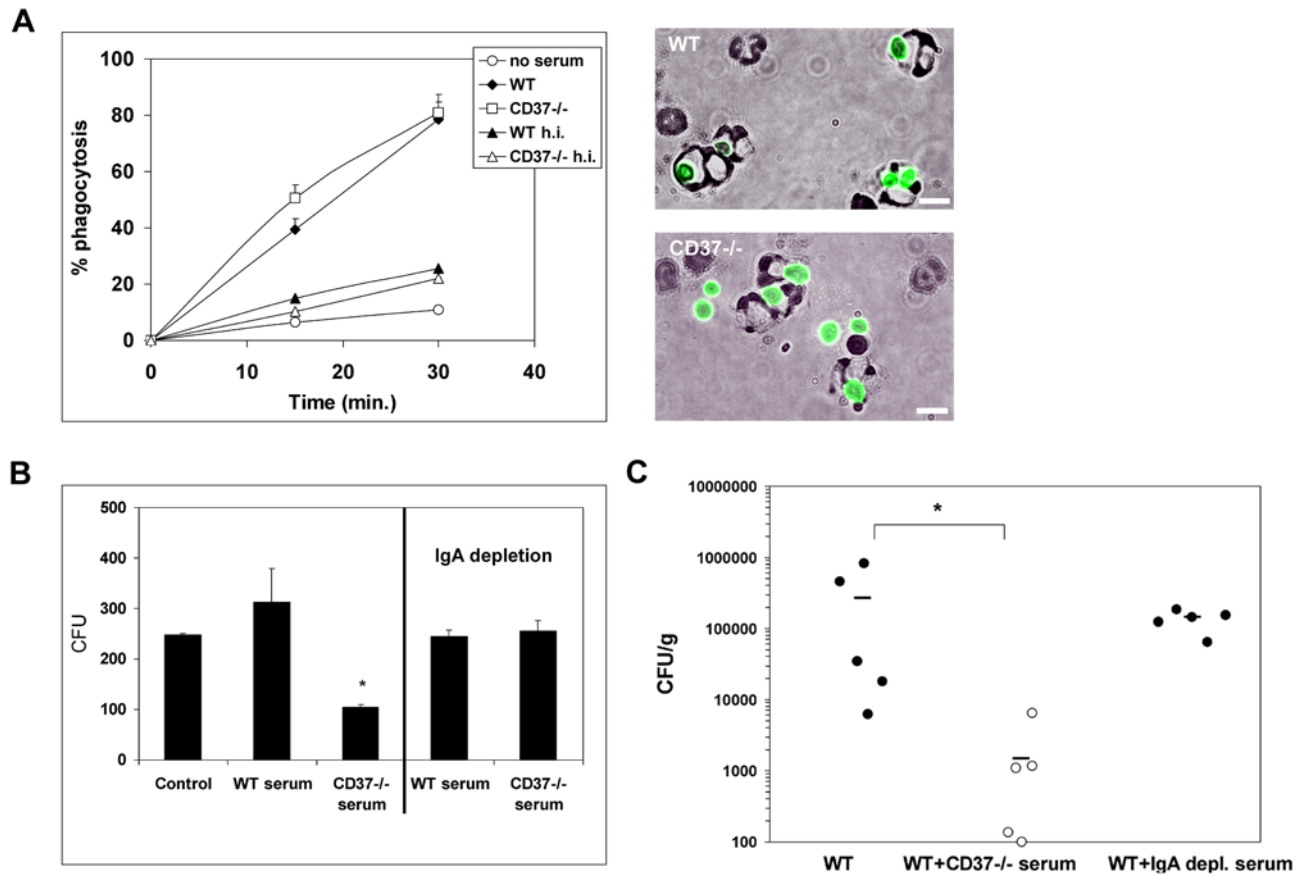 A
% phagocytosis
100
80
60
40
20
0
0 10 20 30 40
Time (min.)
no serum
WT
CD37-/-
WT h.i.
CD37-/- h.i.
WT
CD37-/-
B
CFU
500
400
300
200
100
0
*
IgA depletion
Control
WT serum
CD37-/-
serum
WT serum
CD37-/-
serum
C
CFU/g
10000000
1000000
100000
10000
1000
100
*
WT
WT+CD37-/- serum
WT+IgA depl. serum